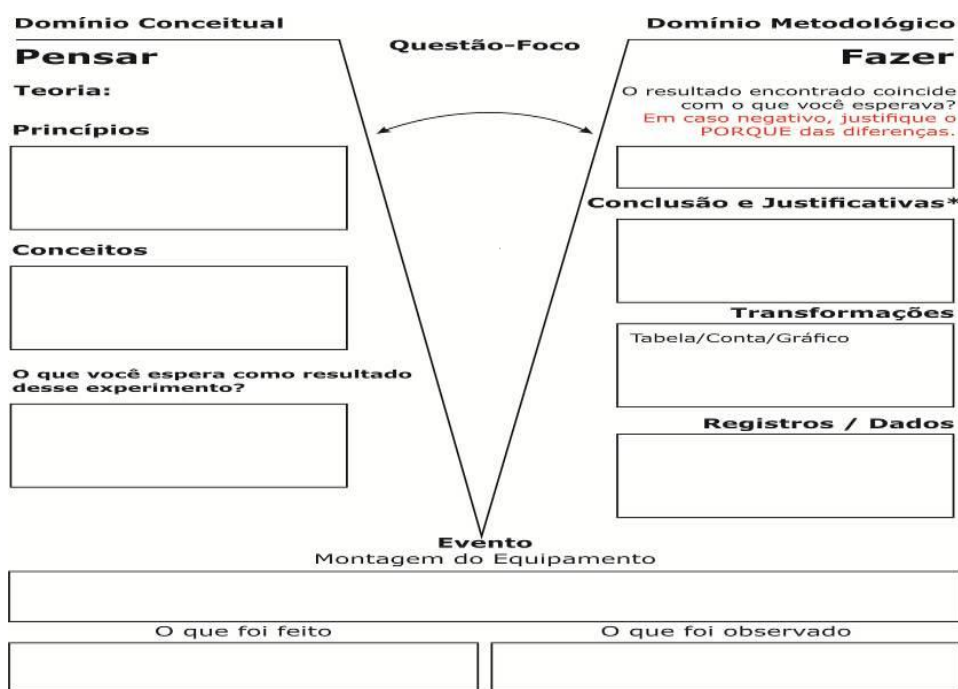 Domínio Conceitual
Pensar
Teoria:
Princípios
Conceitos
O que você espera como resultado
desse experimento?
Questão-Foco
Domínio Metodológico
Fazer
O resultado encontrado coincide
com o que você esperava?
Em caso negativo, justifique o
PORQUE das diferenças.
Conclusão e Justificativas*
Transformações
Tabela/Conta/Gráfico
Registros / Dados
Evento
Montagem do Equipamento
O que foi feito
O que foi observado